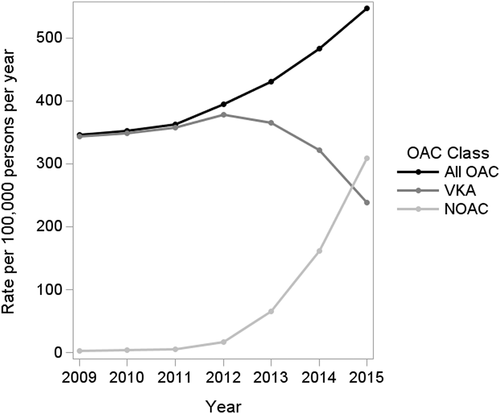 Rate per 100,000 persons per year
500
400
300
200
100
0
2009 2010 2011 2012 2013 2014 2015
Year
OAC Class
All OAC
VKA
NOAC